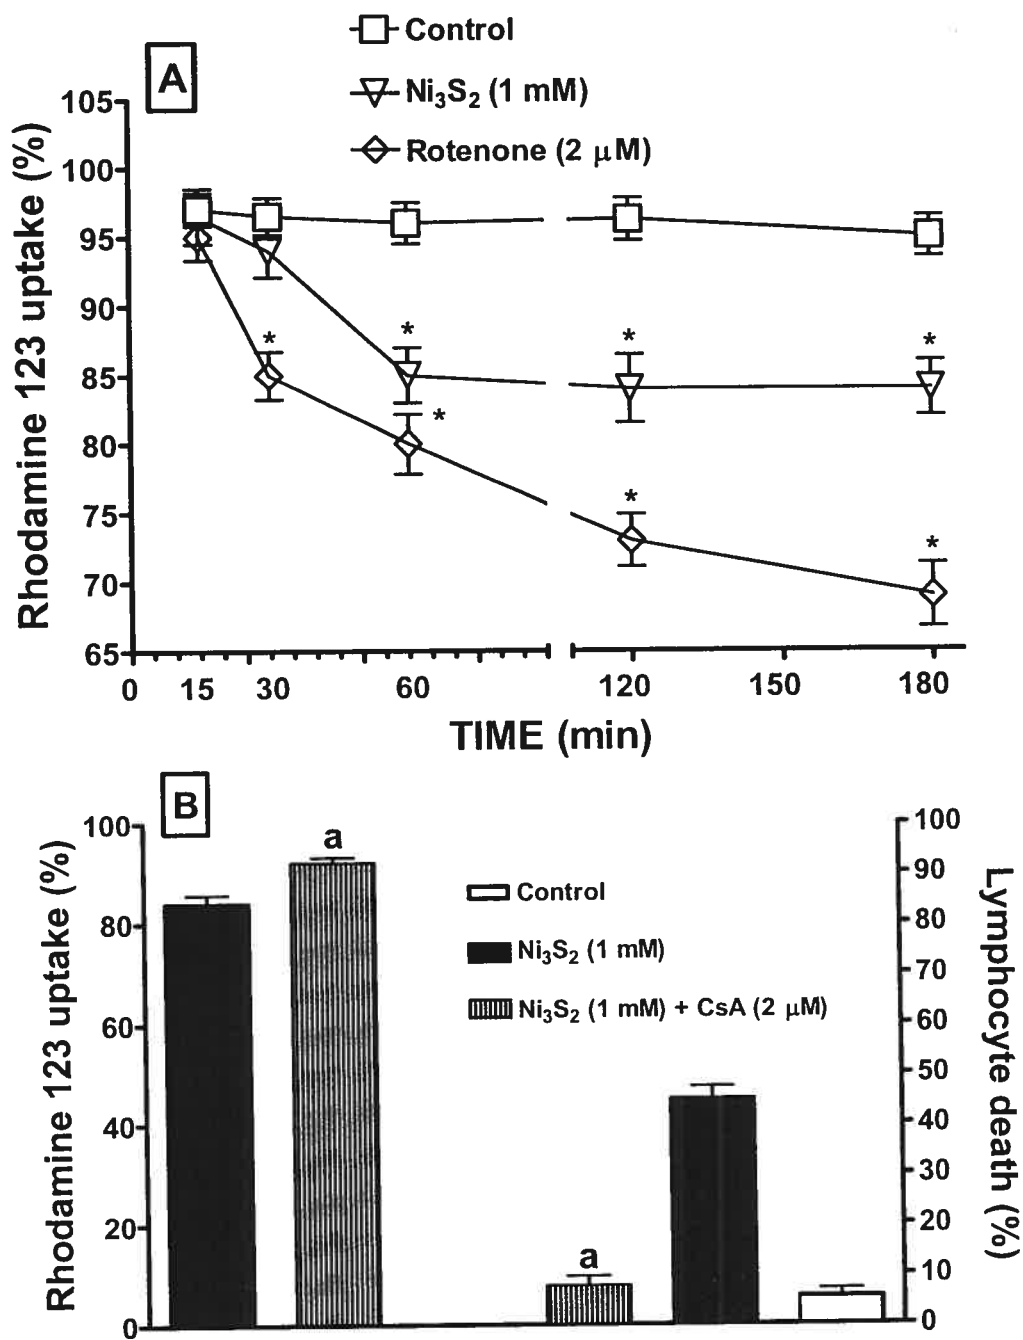 Control
A
Ni₃S₂ (1 mM)
Rotenone (2 µM)
Rhodamine 123 uptake (%)
105
100
95
90
85
80
75
70
65
* * * *
* * * *
0 15 30 60 120 150 180
TIME (min)
B
Rhodamine 123 uptake (%)
100
80
60
40
20
0
a
Control
Ni₃S₂ (1 mM)
Ni₃S₂ (1 mM) + CsA (2 µM)
a
100
90
80
70
60
50
40
30
20
10
0
Lymphocyte death (%)